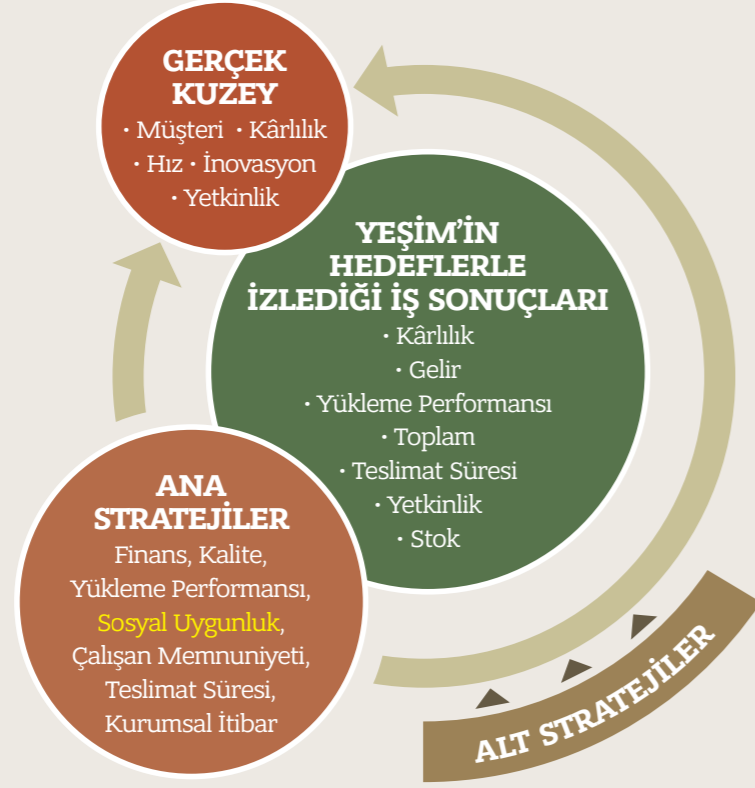 GERÇEK
KUZEY
· Müşteri · Kârlılık
· Hız · İnovasyon
· Yetkinlik
YEŞİM’İN
HEDEFLERLE
İZLEDİĞİ İŞ SONUÇLARI
· Kârlılık
· Gelir
· Yükleme Performansı
· Toplam
· Teslimat Süresi
· Yetkinlik
· Stok
ANA
STRATEJİLER
Finans, Kalite,
Yükleme Performansı,
Sosyal Uygunluk,
Çalışan Memnuniyeti,
Teslimat Süresi,
Kurumsal İtibar
ALT STRATEJİLER